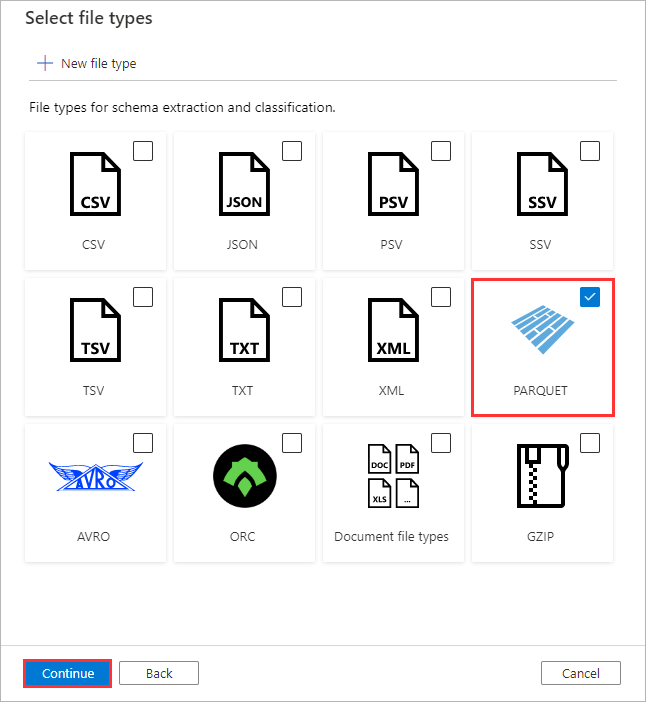 Select file types
New file type
File types for schema extraction and classification.
CSV JSON PSV SSV
CSV JSON PSV SSV
TSV TXT XML
TSV TXT XML PARQUET
AVRO DOC PDF
XLS ...
AVRO ORC Document file types GZIP
Continue Back Cancel